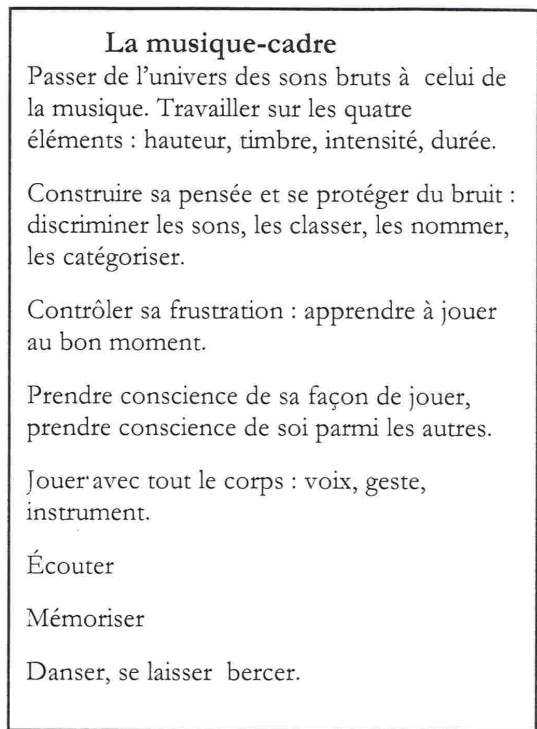 La musique-cadre
Passer de l'univers des sons bruts à celui de
la musique. Travailler sur les quatre
éléments : hauteur, timbre, intensité, durée.
Construire sa pensée et se protéger du bruit :
discriminer les sons, les classer, les nommer,
les catégoriser.
Contrôler sa frustration : apprendre à jouer
au bon moment.
Prendre conscience de sa façon de jouer,
prendre conscience de soi parmi les autres.
Jouer avec tout le corps : voix, geste,
instrument.
Écouter
Mémoriser
Danser, se laisser bercer.